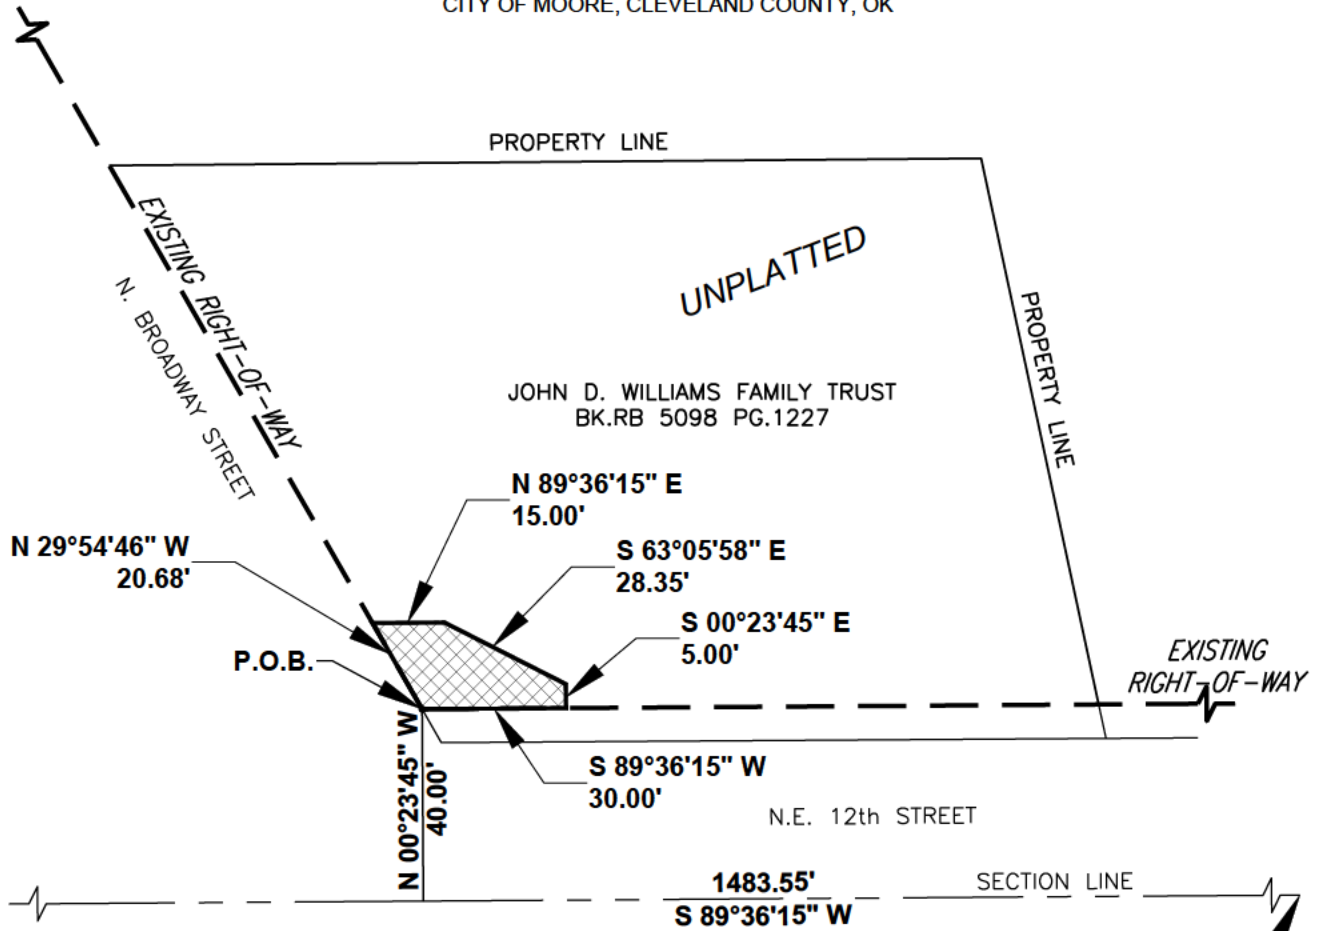 CITY OF MOORE, CLEVELAND COUNTY, OK
PROPERTY LINE
EXISTING RIGHT-OF-WAY
N. BROADWAY STREET
UNPLATTED
PROPERTY LINE
JOHN D. WILLIAMS FAMILY TRUST
BK.RB 5098 PG.1227
N 89°36'15" E
15.00'
N 29°54'46" W
20.68'
S 63°05'58" E
28.35'
S 00°23'45" E
5.00'
P.O.B.
EXISTING
RIGHT-OF-WAY
N 00°23'45" W
40.00'
S 89°36'15" W
30.00'
N.E. 12th STREET
1483.55'
SECTION LINE
S 89°36'15" W